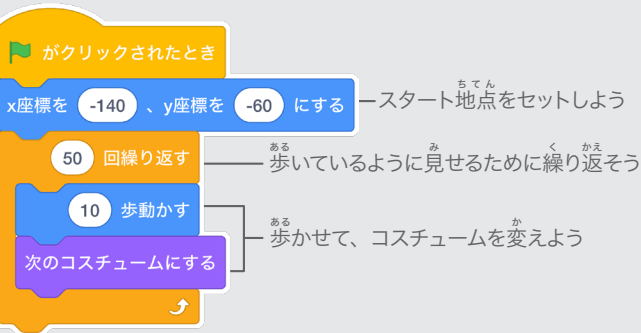 がクリックされたとき
x座標を -140 、y座標を -60 にする
スタート地点をセットしよう
50 回繰り返す
歩いているように見せるために繰り返そう
10 歩動かす
次のコスチュームにする
歩かせて、コスチュームを変えよう